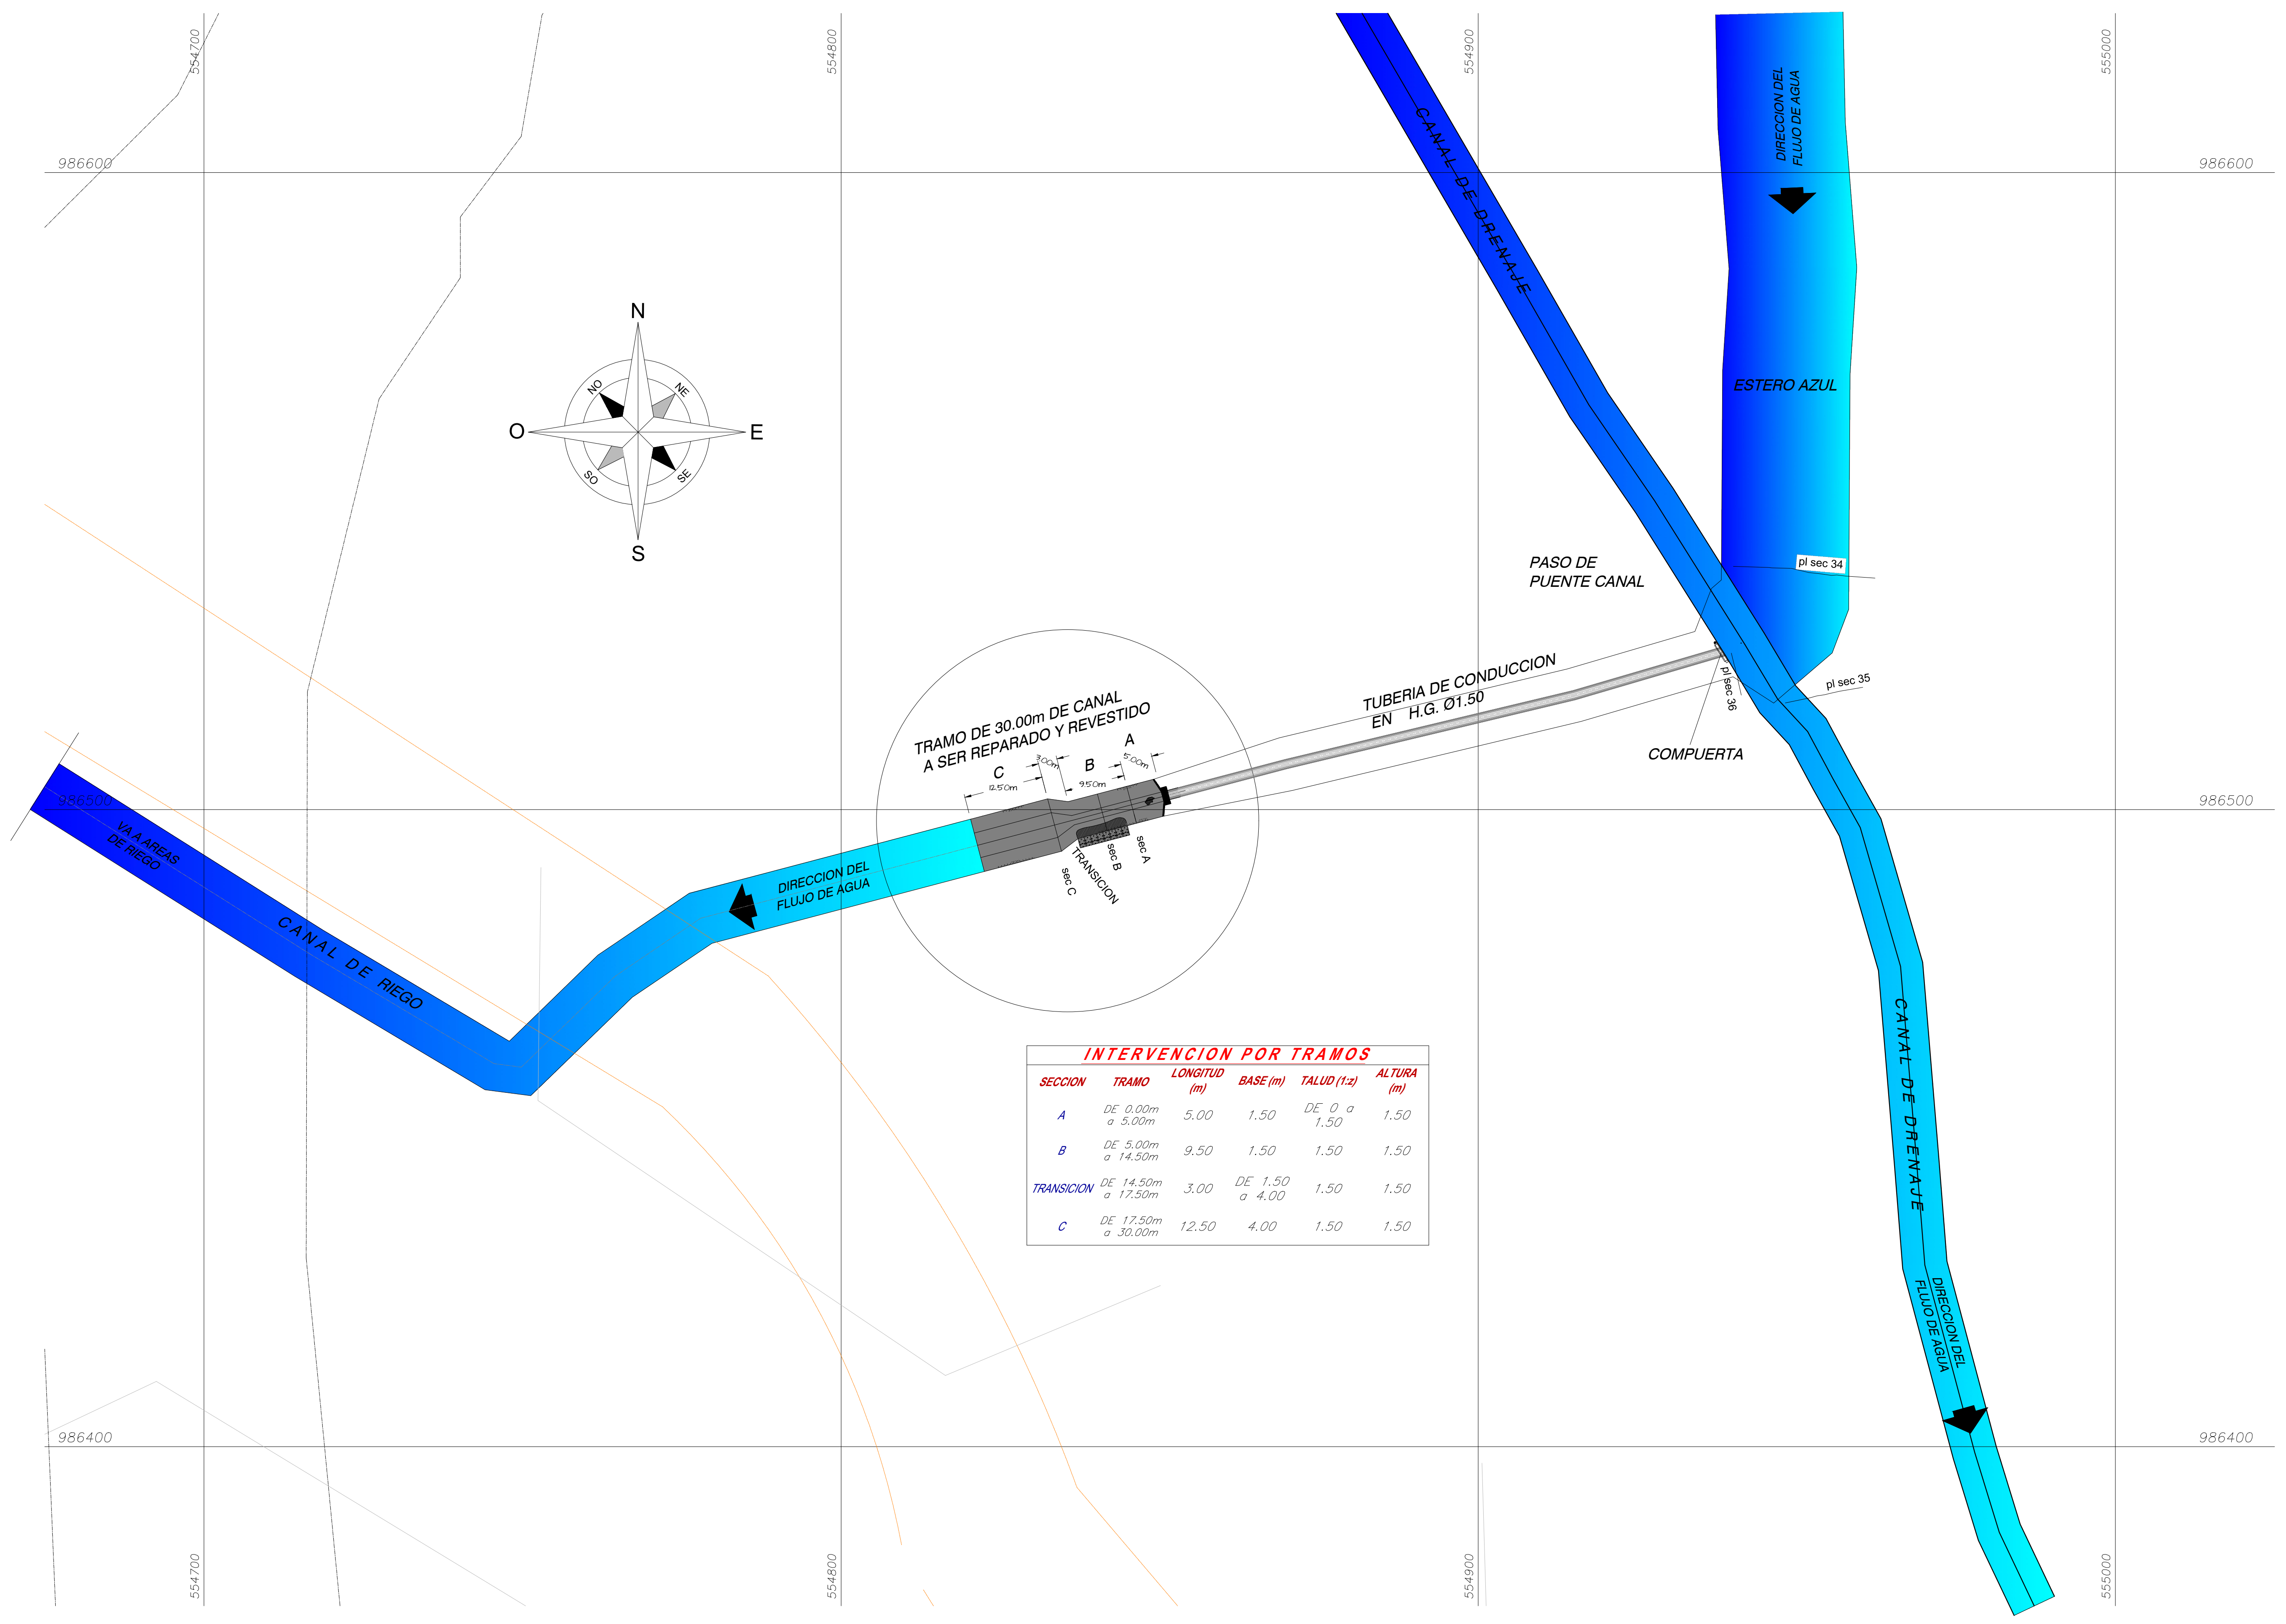 554700
554800
554900
555000
986600
986600
DIRECCION DEL
FLUJO DE AGUA
CANAL DE DRENAJE
N
NO
NE
O
E
SO
SE
S
ESTERO AZUL
PASO DE
PUENTE CANAL
pl sec 34
pl sec 36
pl sec 35
TUBERIA DE CONDUCCION
EN H.G. Ø1.50
COMPUERTA
TRAMO DE 30.00m DE CANAL
A SER REPARADO Y REVESTIDO
A
5.00m
B
9.50m
3.00m
C
12.50m
sec A
sec B
TRANSICION
sec C
986500
986500
VA A AREAS
DE RIEGO
DIRECCION DEL
FLUJO DE AGUA
CANAL DE RIEGO
CANAL DE DRENAJE
DIRECCION DEL
FLUJO DE AGUA
INTERVENCION POR TRAMOS
SECCION TRAMO LONGITUD (m) BASE (m) TALUD (1:z) ALTURA (m)
A DE 0.00m a 5.00m 5.00 1.50 DE 0 a 1.50 1.50
B DE 5.00m a 14.50m 9.50 1.50 1.50 1.50
TRANSICION DE 14.50m a 17.50m 3.00 DE 1.50 a 4.00 1.50 1.50
C DE 17.50m a 30.00m 12.50 4.00 1.50 1.50
986400
986400
554700
554800
554900
555000